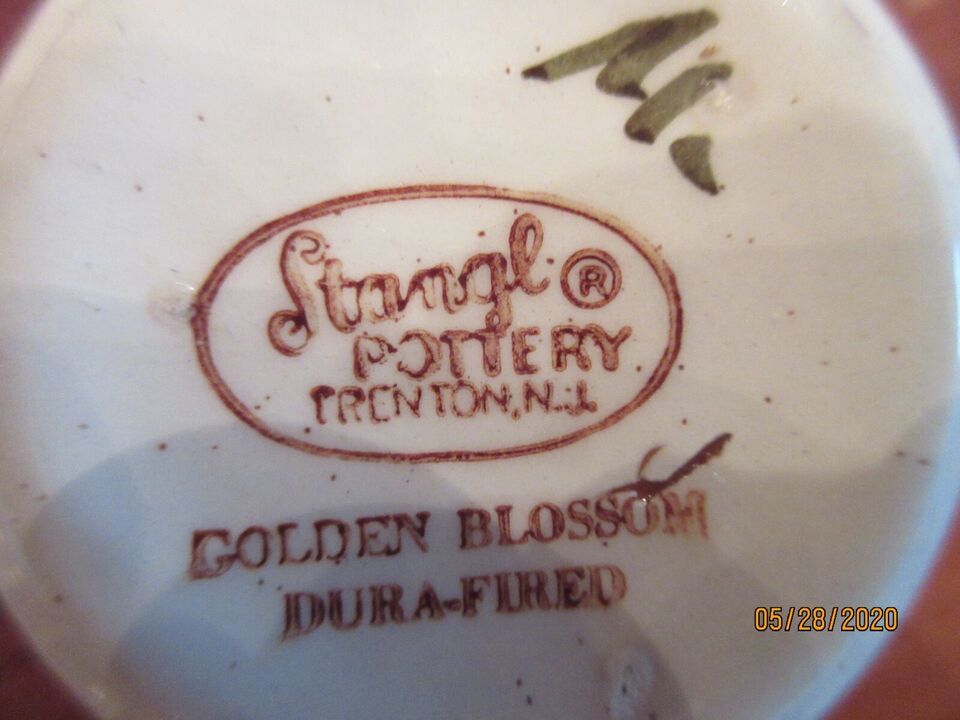 Stangl ®
POTTERY
TRENTON, N.J.
GOLDEN BLOSSOM
DURA-FIRED
05/28/2020